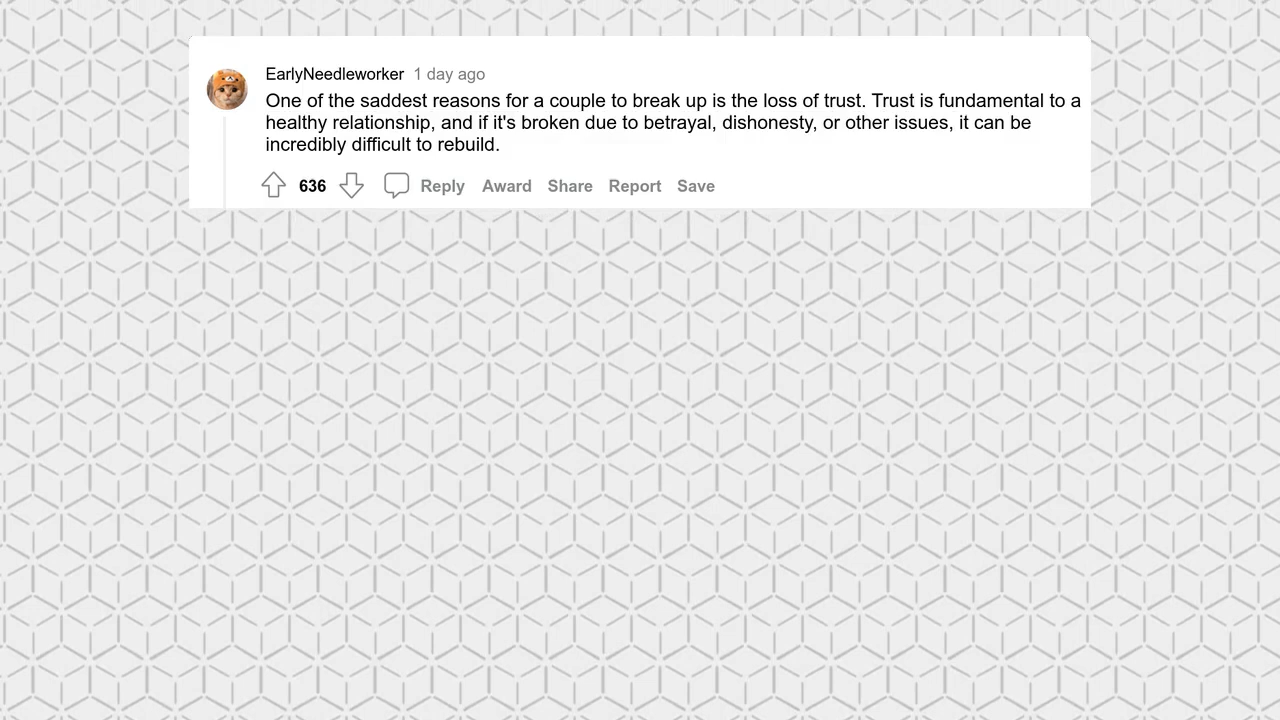 EarlyNeedleworker 1 day ago
One of the saddest reasons for a couple to break up is the loss of trust. Trust is fundamental to a
healthy relationship, and if it's broken due to betrayal, dishonesty, or other issues, it can be
incredibly difficult to rebuild.
636 Reply Award Share Report Save